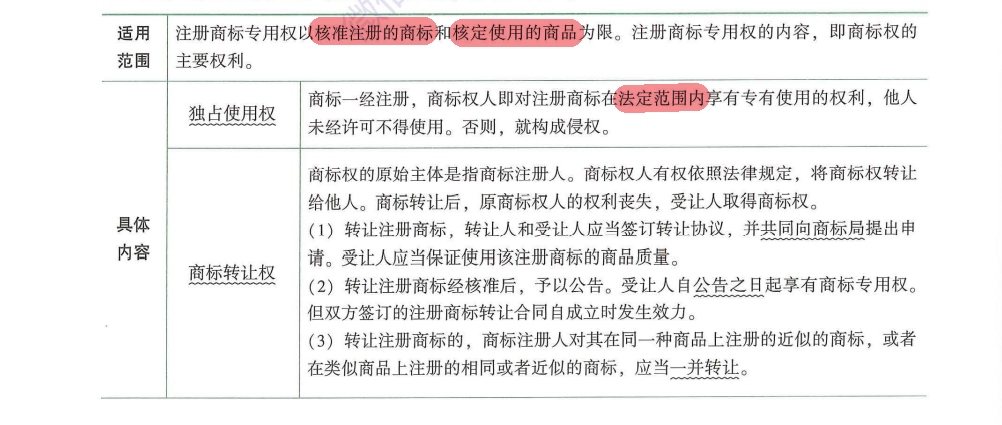 适用
范围
注册商标专用权以核准注册的商标和核定使用的商品为限。注册商标专用权的内容，即商标权的
主要权利。
具体
内容
独占使用权
商标一经注册，商标权人即对注册商标在法定范围内享有专有使用的权利，他人
未经许可不得使用。否则，就构成侵权。
商标转让权
商标权的原始主体是指商标注册人。商标权人有权依照法律规定，将商标权转让
给他人。商标转让后，原商标权人的权利丧失，受让人取得商标权。
（1）转让注册商标，转让人和受让人应当签订转让协议，并共同向商标局提出申
请。受让人应当保证使用该注册商标的商品质量。
（2）转让注册商标经核准后，予以公告。受让人自公告之日起享有商标专用权。
但双方签订的注册商标转让合同自成立时发生效力。
（3）转让注册商标的，商标注册人对其在同一种商品上注册的近似的商标，或者
在类似商品上注册的相同或者近似的商标，应当一并转让。